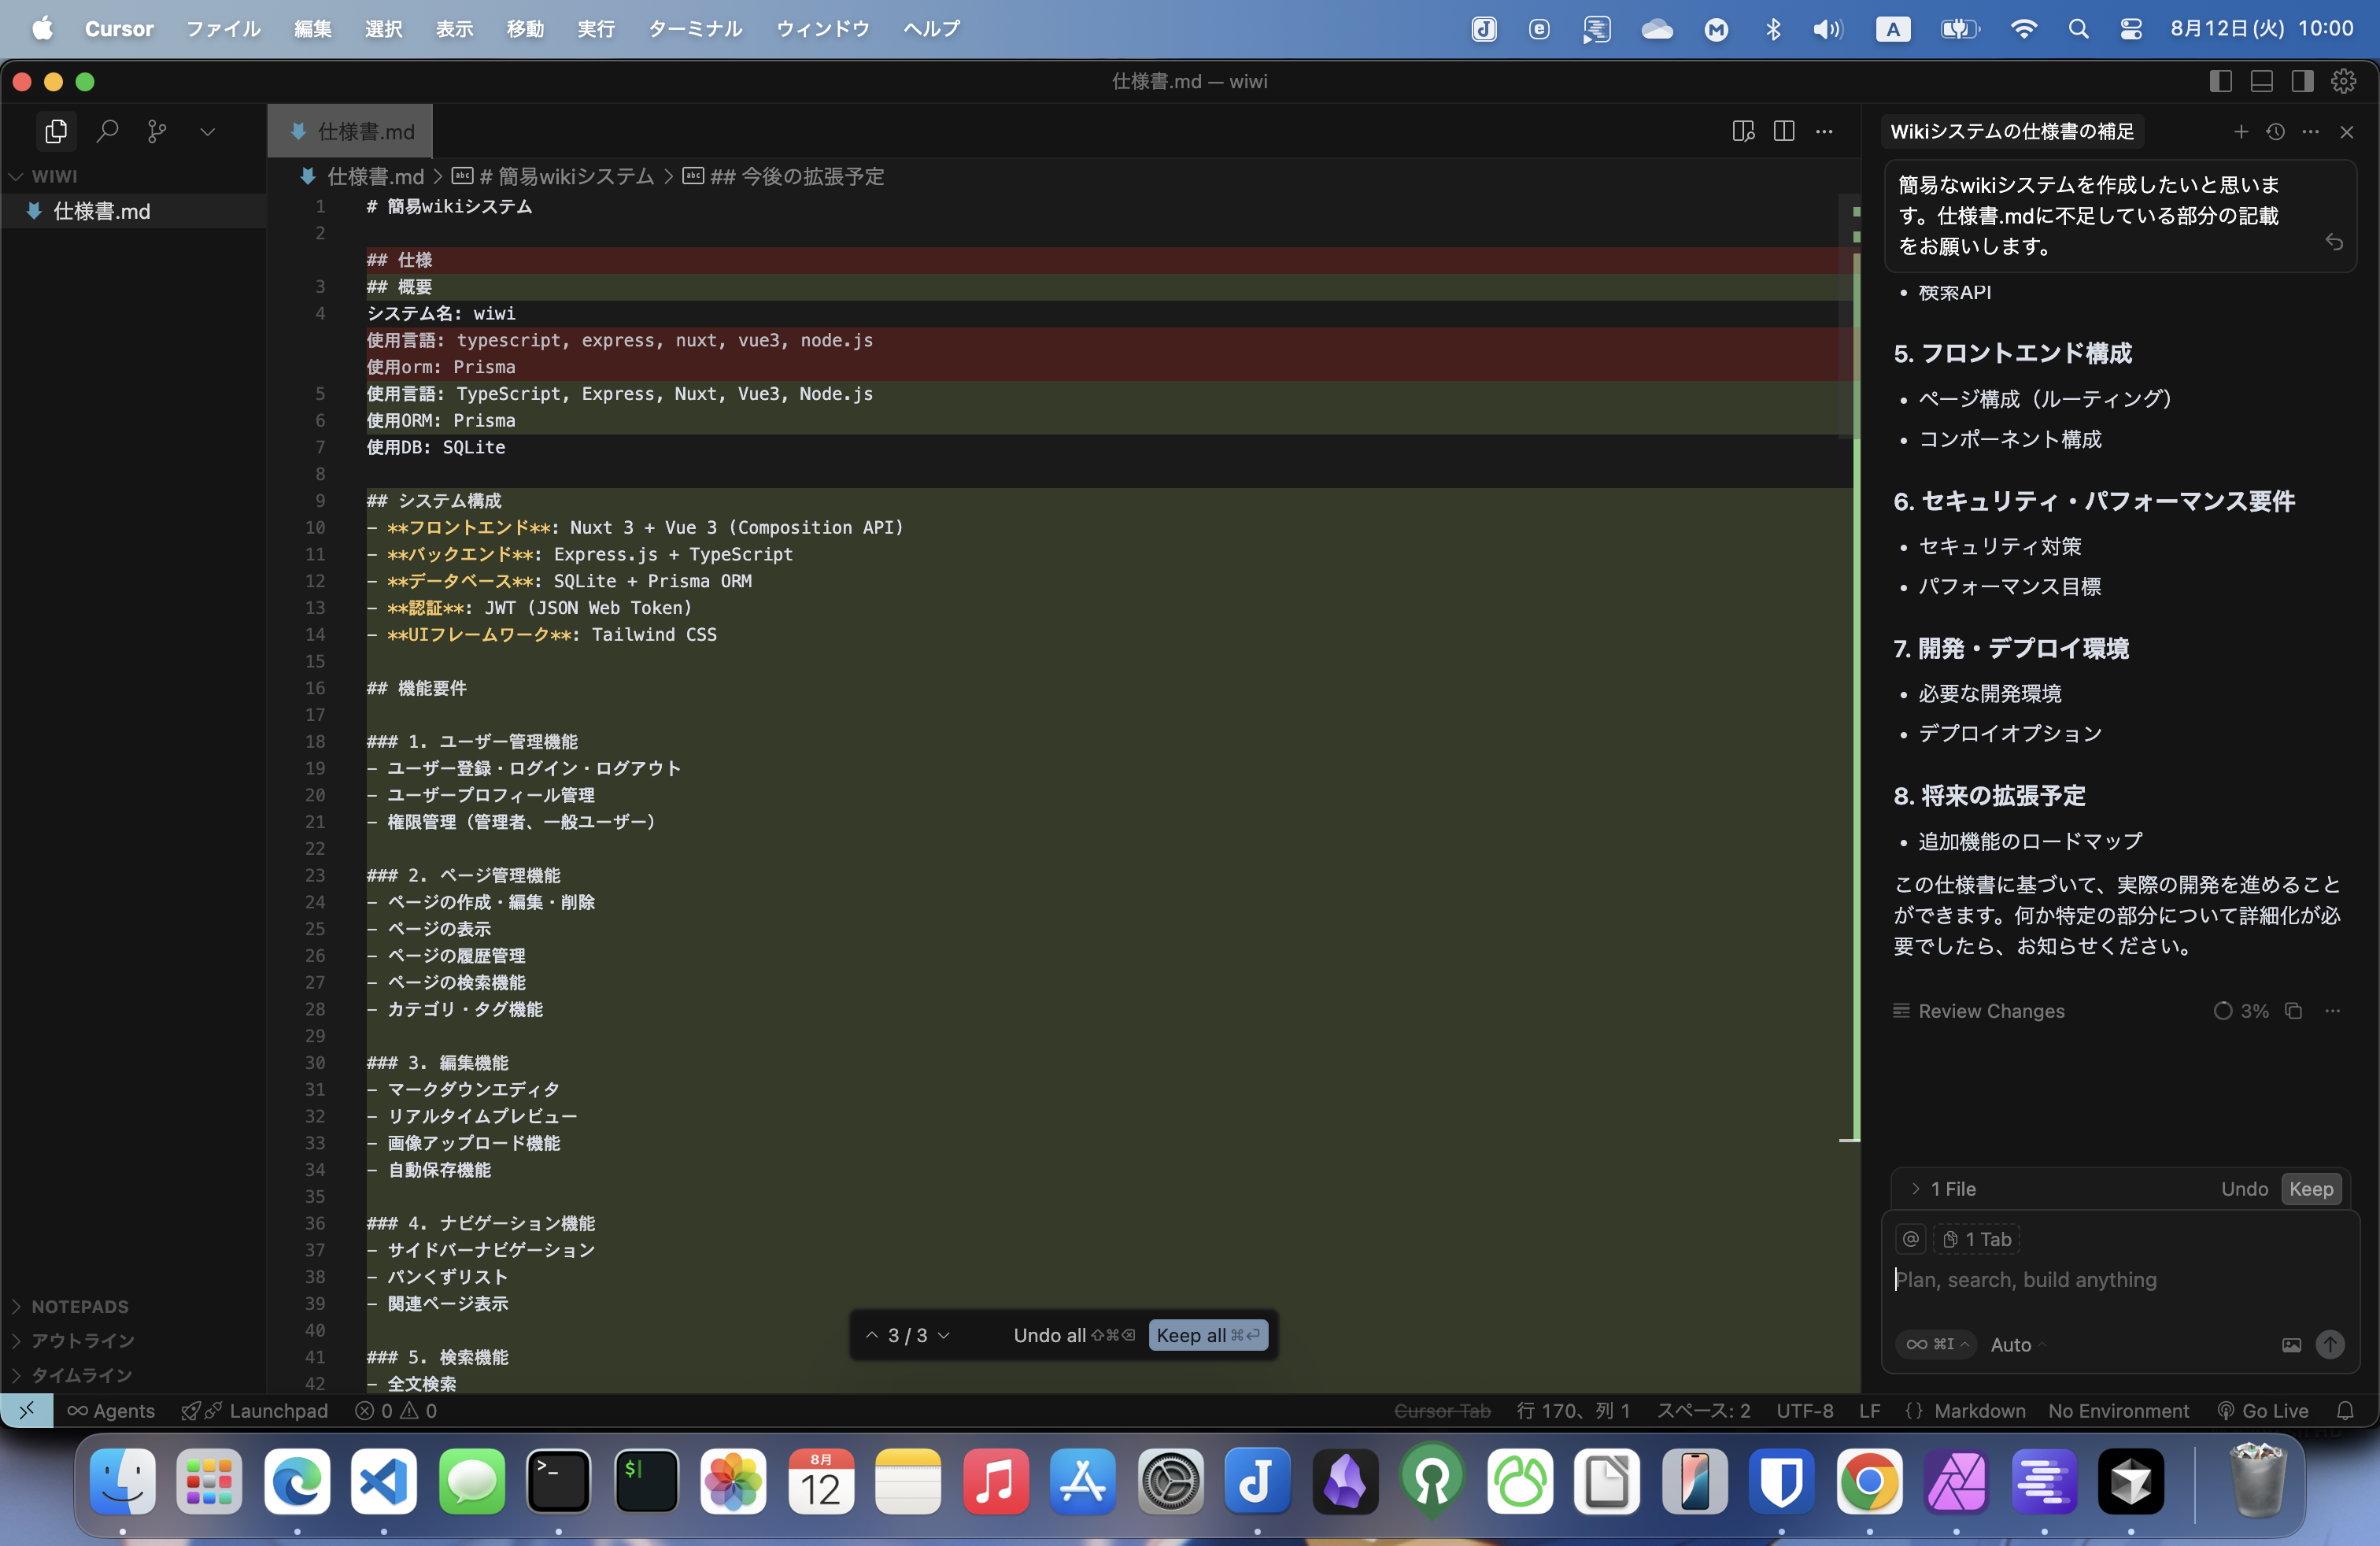 Cursor ファイル 編集 選択 表示 移動 実行 ターミナル ウィンドウ ヘルプ A 8月12日(火) 10:00
仕様書.md — wiwi
仕様書.md
WIWI
仕様書.md
仕様書.md > # 簡易wikiシステム > ## 今後の拡張予定
1 # 簡易wikiシステム
2
## 仕様
3 ## 概要
4 システム名: wiwi
使用言語: typescript, express, nuxt, vue3, node.js
使用orm: Prisma
5 使用言語: TypeScript, Express, Nuxt, Vue3, Node.js
6 使用ORM: Prisma
7 使用DB: SQLite
8
9 ## システム構成
10 - **フロントエンド**: Nuxt 3 + Vue 3 (Composition API)
11 - **バックエンド**: Express.js + TypeScript
12 - **データベース**: SQLite + Prisma ORM
13 - **認証**: JWT (JSON Web Token)
14 - **UIフレームワーク**: Tailwind CSS
15
16 ## 機能要件
17
18 ### 1. ユーザー管理機能
19 - ユーザー登録・ログイン・ログアウト
20 - ユーザープロフィール管理
21 - 権限管理（管理者、一般ユーザー）
22
23 ### 2. ページ管理機能
24 - ページの作成・編集・削除
25 - ページの表示
26 - ページの履歴管理
27 - ページの検索機能
28 - カテゴリ・タグ機能
29
30 ### 3. 編集機能
31 - マークダウンエディタ
32 - リアルタイムプレビュー
33 - 画像アップロード機能
34 - 自動保存機能
35
36 ### 4. ナビゲーション機能
37 - サイドバーナビゲーション
38 - パンくずリスト
39 - 関連ページ表示
40
41 ### 5. 検索機能
42 - 全文検索
3 / 3 Undo all ⇧⌘⌫ Keep all ⌘⏎
NOTEPADS
アウトライン
タイムライン
Wikiシステムの仕様書の補足
簡易なwikiシステムを作成したいと思いま
す。仕様書.mdに不足している部分の記載
をお願いします。
• 検索API
5. フロントエンド構成
• ページ構成（ルーティング）
• コンポーネント構成
6. セキュリティ・パフォーマンス要件
• セキュリティ対策
• パフォーマンス目標
7. 開発・デプロイ環境
• 必要な開発環境
• デプロイオプション
8. 将来の拡張予定
• 追加機能のロードマップ
この仕様書に基づいて、実際の開発を進めること
ができます。何か特定の部分について詳細化が必
要でしたら、お知らせください。
Review Changes 3%
1 File Undo Keep
@ 1 Tab
Plan, search, build anything
∞ ⌘I Auto
Agents Launchpad 0 0 Cursor Tab 行 170、列 1 スペース: 2 UTF-8 LF {} Markdown No Environment Go Live
8月
12